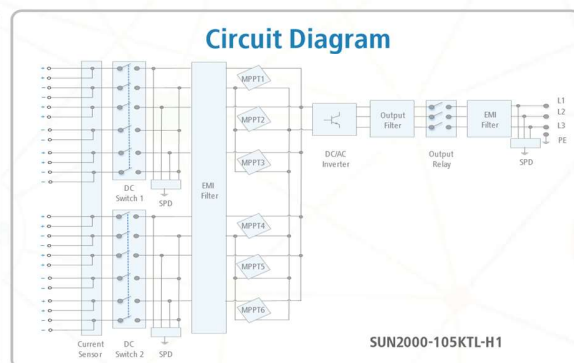 Circuit Diagram
MPPT1
MPPT2
MPPT3
MPPT4
MPPT5
MPPT6
DC
Switch 1
SPD
EMI
Filter
DC/AC
Inverter
Output
Filter
Output
Relay
EMI
Filter
L1
L2
L3
PE
SPD
Current
Sensor
DC
Switch 2
SPD
SUN2000-105KTL-H1